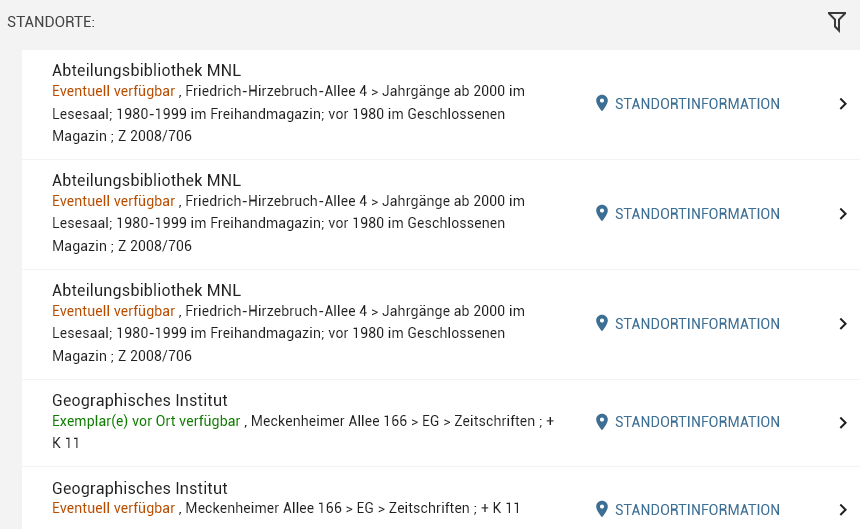 STANDORTE:
Abteilungsbibliothek MNL
Eventuell verfügbar , Friedrich-Hirzebruch-Allee 4 > Jahrgänge ab 2000 im
Lesesaal; 1980-1999 im Freihandmagazin; vor 1980 im Geschlossenen
Magazin ; Z 2008/706
STANDORTINFORMATION
Abteilungsbibliothek MNL
Eventuell verfügbar , Friedrich-Hirzebruch-Allee 4 > Jahrgänge ab 2000 im
Lesesaal; 1980-1999 im Freihandmagazin; vor 1980 im Geschlossenen
Magazin ; Z 2008/706
STANDORTINFORMATION
Abteilungsbibliothek MNL
Eventuell verfügbar , Friedrich-Hirzebruch-Allee 4 > Jahrgänge ab 2000 im
Lesesaal; 1980-1999 im Freihandmagazin; vor 1980 im Geschlossenen
Magazin ; Z 2008/706
STANDORTINFORMATION
Geographisches Institut
Exemplar(e) vor Ort verfügbar , Meckenheimer Allee 166 > EG > Zeitschriften ; +
K 11
STANDORTINFORMATION
Geographisches Institut
Eventuell verfügbar , Meckenheimer Allee 166 > EG > Zeitschriften ; + K 11
STANDORTINFORMATION